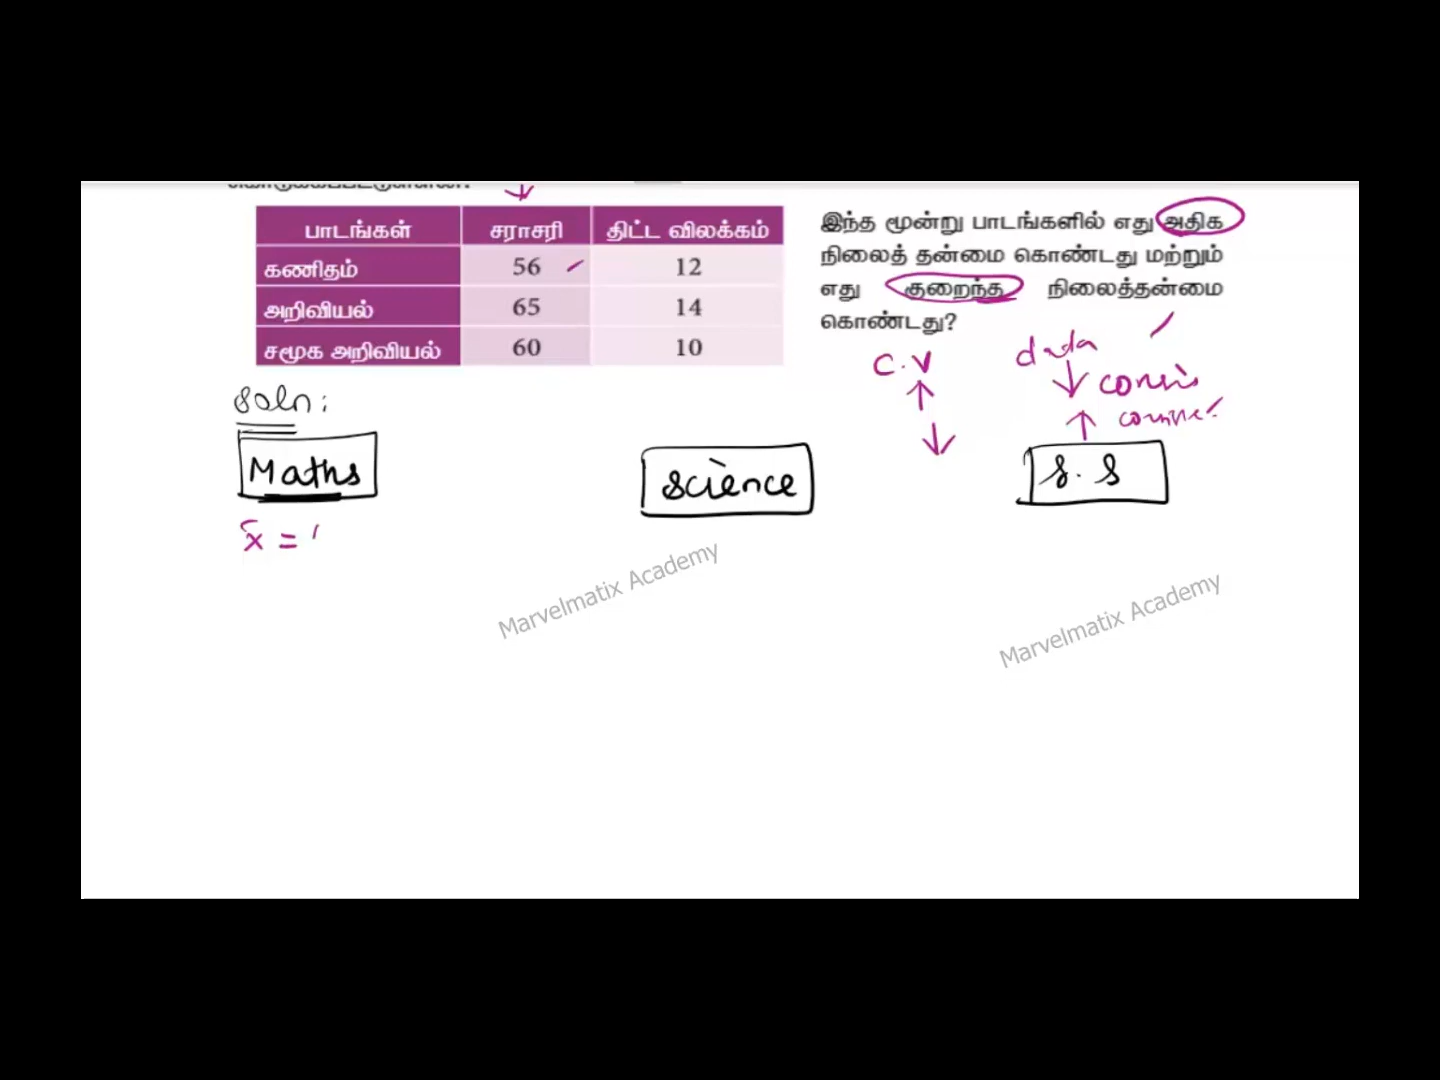 பாடங்கள் சராசரி திட்ட விலக்கம்
கணிதம் 56 12
அறிவியல் 65 14
சமூக அறிவியல் 60 10
இந்த மூன்று பாடங்களில் எது அதிக
நிலைத் தன்மை கொண்டது மற்றும்
எது குறைந்த நிலைத்தன்மை
கொண்டது?
C.V
data
Soln:
Maths
Science
S.S
x̄ =
Marvelmatix Academy
Marvelmatix Academy